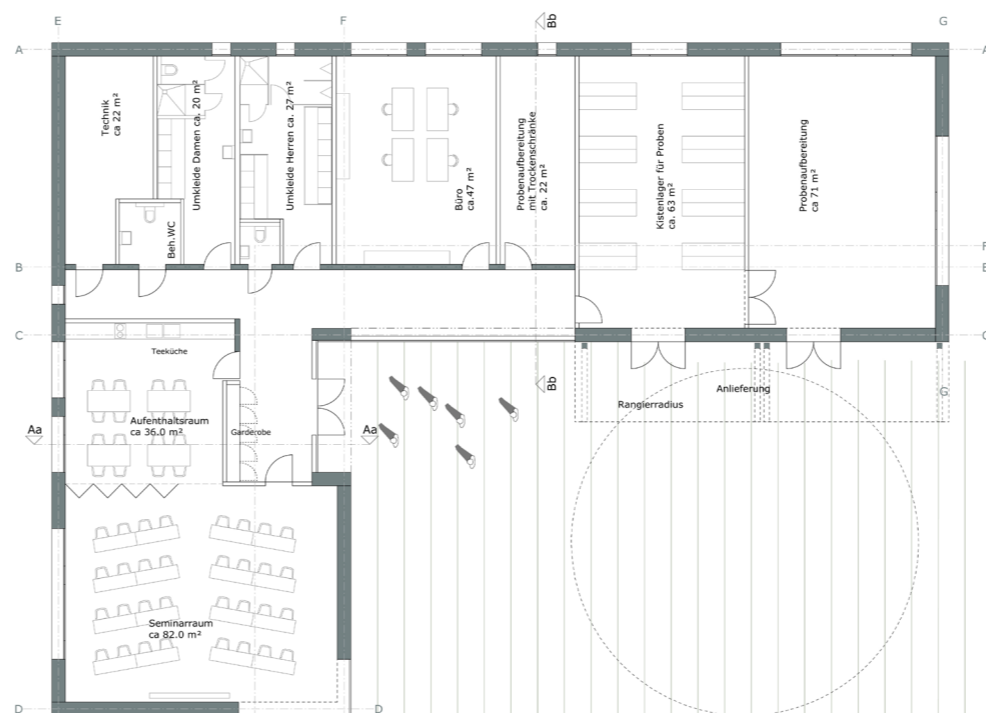 E
F
Bb
G
A
A
Technik
ca 22 m²
Umkleide Damen ca. 20 m²
Umkleide Herren ca. 27 m²
Büro
ca.47 m²
Probenaufbereitung
mit Trockenschränke
ca. 22 m²
Kistenlager für Proben
ca. 63 m²
Probenaufbereitung
ca 71 m²
Beh.WC
F
B
E
C
Teeküche
Bb
Anlieferung
G
Rangierradius
Aa
Aufenthaltsraum
ca 36.0 m²
Garderobe
Aa
Seminarraum
ca 82.0 m²
D
D